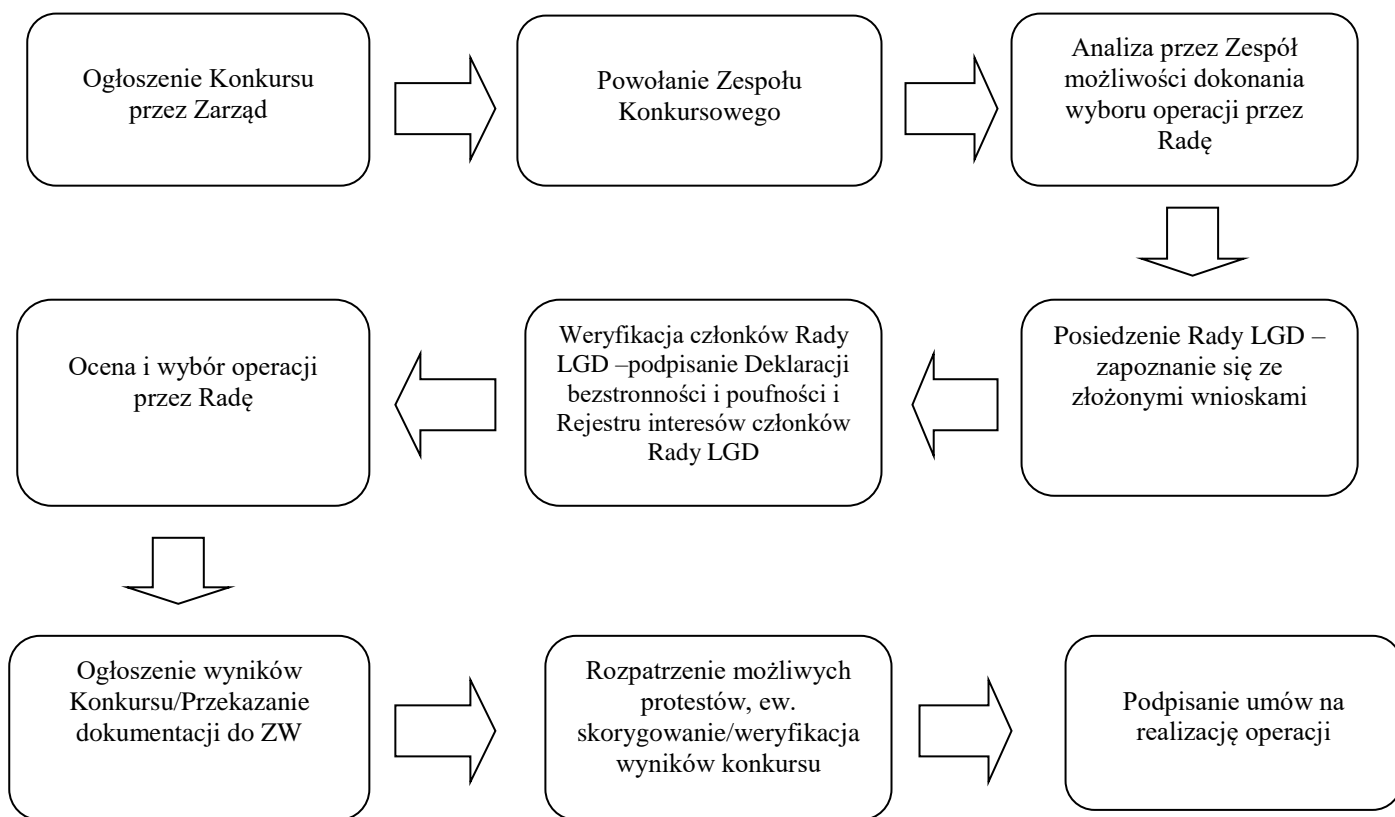 Ogłoszenie Konkursu
przez Zarząd
Powołanie Zespołu
Konkursowego
Analiza przez Zespół
możliwości dokonania
wyboru operacji przez
Radę
Posiedzenie Rady LGD –
zapoznanie się ze
złożonymi wnioskami
Weryfikacja członków Rady
LGD –podpisanie Deklaracji
bezstronności i poufności i
Rejestru interesów członków
Rady LGD
Ocena i wybór operacji
przez Radę
Ogłoszenie wyników
Konkursu/Przekazanie
dokumentacji do ZW
Rozpatrzenie możliwych
protestów, ew.
skorygowanie/weryfikacja
wyników konkursu
Podpisanie umów na
realizację operacji